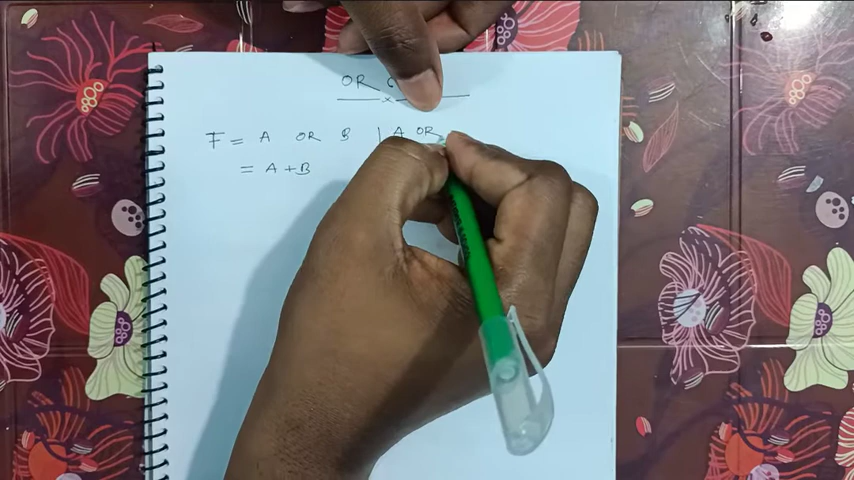 OR
F = A OR B | A OR
= A + B